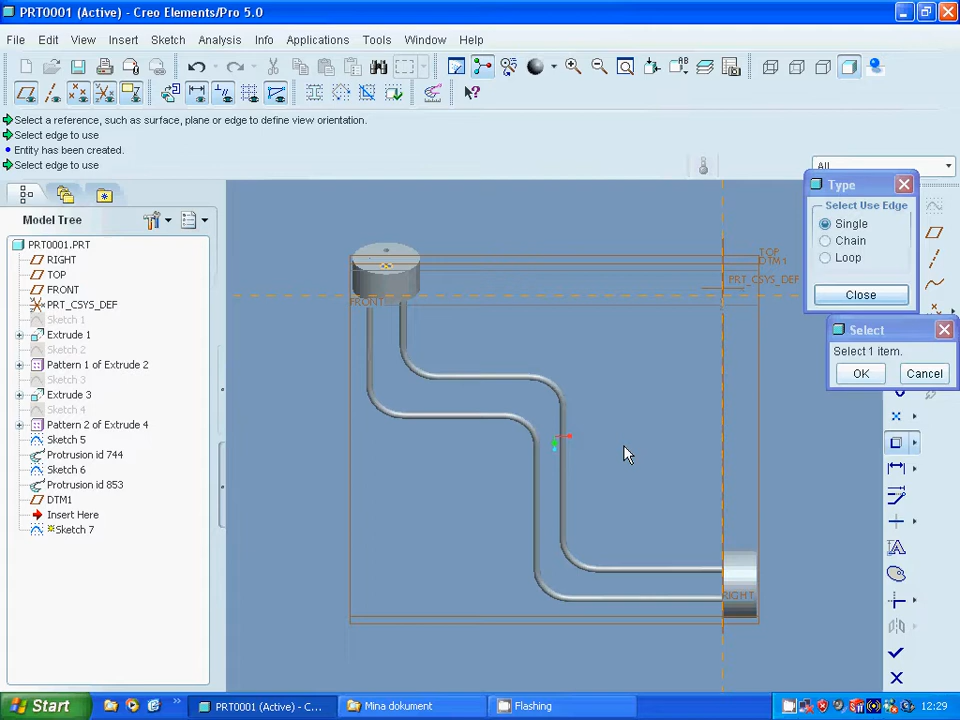 PRT0001 (Active) - Creo Elements/Pro 5.0
File Edit View Insert Sketch Analysis Info Applications Tools Window Help
Select a reference, such as surface, plane or edge to define view orientation.
Select edge to use
Entity has been created.
Select edge to use
All
Model Tree
PRT0001.PRT
RIGHT
TOP
FRONT
PRT_CSYS_DEF
Sketch 1
Extrude 1
Sketch 2
Pattern 1 of Extrude 2
Sketch 3
Extrude 3
Sketch 4
Pattern 2 of Extrude 4
Sketch 5
Protrusion id 744
Sketch 6
Protrusion id 853
DTM1
Insert Here
Sketch 7
TOP
DTM1
PRT_CSYS_DEF
FRONT
RIGHT
Type
Select Use Edge
Single
Chain
Loop
Close
Select
Select 1 item.
OK Cancel
Start
PRT0001 (Active) - C...
Mina dokument
Flashing
12:29